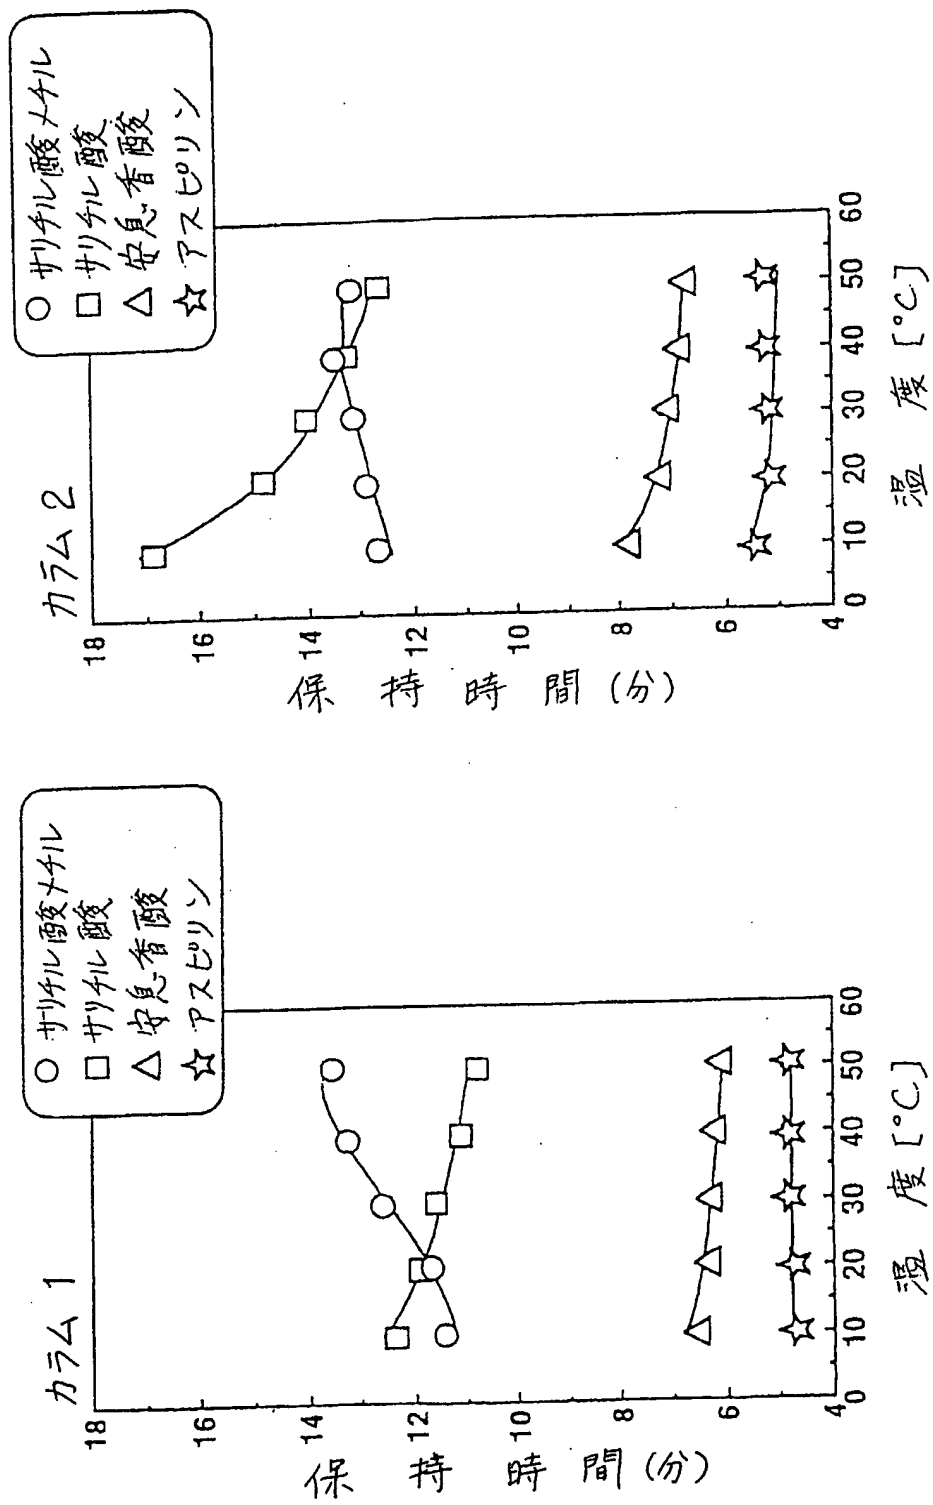 カラム 1
○ サリチル酸メチル
□ サリチル酸
△ 安息香酸
☆ アスピリン
18
16
14
12
10
8
6
4
保持時間(分)
0 10 20 30 40 50 60
温度[°C]
カラム 2
○ サリチル酸メチル
□ サリチル酸
△ 安息香酸
☆ アスピリン
18
16
14
12
10
8
6
4
保持時間(分)
0 10 20 30 40 50 60
温度[°C]